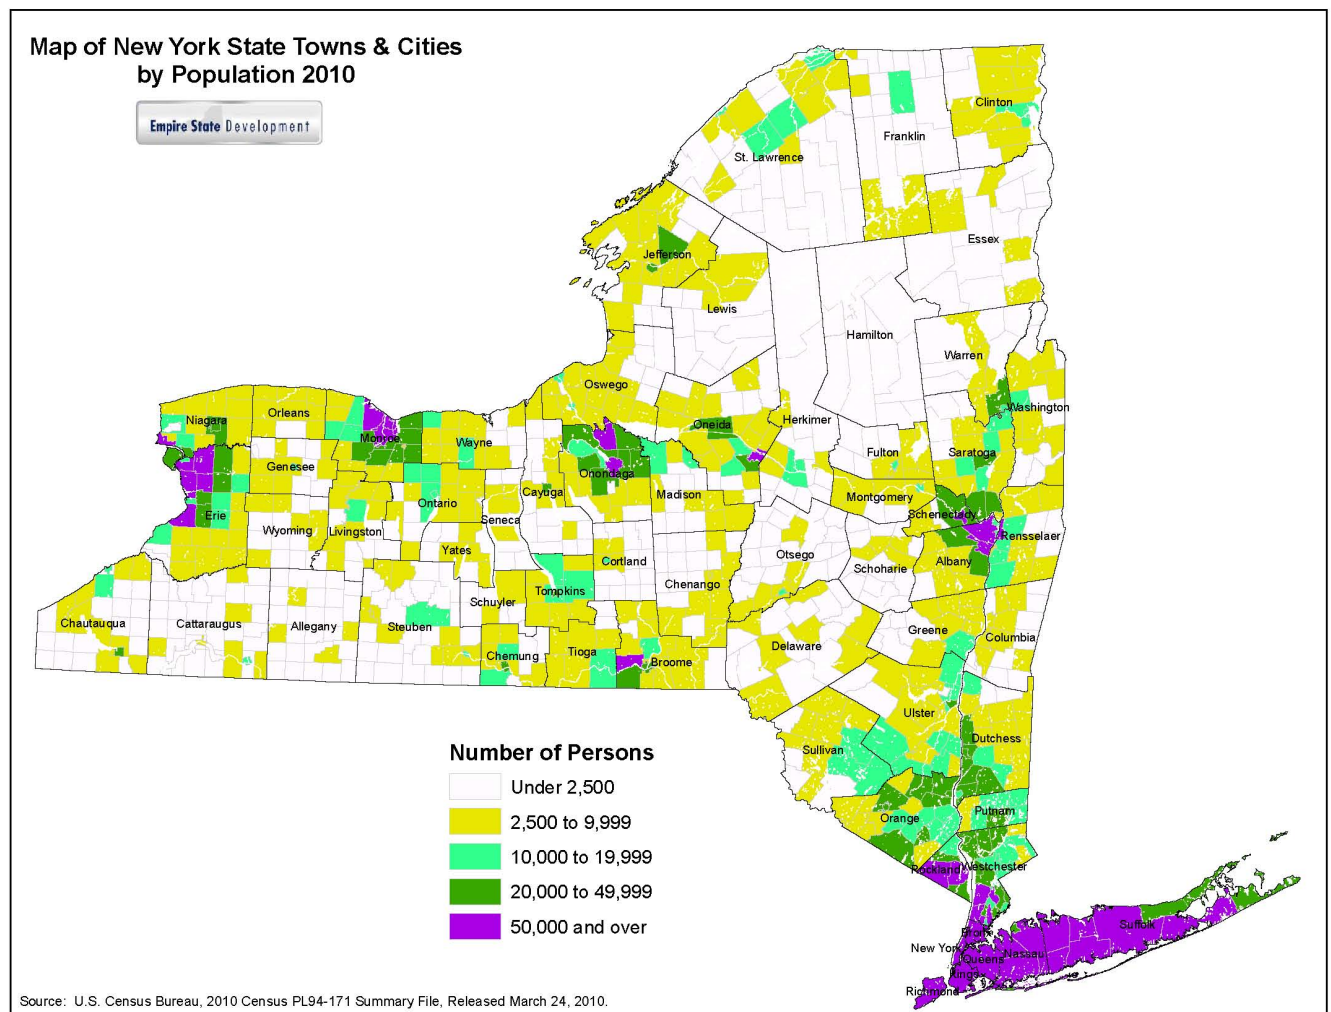 Map of New York State Towns & Cities
by Population 2010
Empire State Development
Clinton
Franklin
St. Lawrence
Essex
Jefferson
Lewis
Hamilton
Warren
Oswego
Washington
Herkimer
Oneida
Niagara
Orleans
Monroe
Wayne
Fulton
Saratoga
Genesee
Onondaga
Cayuga
Madison
Montgomery
Ontario
Erie
Seneca
Schenectady
Wyoming
Livingston
Rensselaer
Yates
Otsego
Albany
Cortland
Schoharie
Tompkins
Chenango
Schuyler
Chautauqua
Cattaraugus
Allegany
Steuben
Greene
Columbia
Delaware
Chemung
Tioga
Broome
Ulster
Dutchess
Sullivan
Number of Persons
Under 2,500
2,500 to 9,999
10,000 to 19,999
20,000 to 49,999
50,000 and over
Putnam
Orange
Rockland
Westchester
Suffolk
Bronx
New York
Nassau
Queens
Kings
Richmond
Source: U.S. Census Bureau, 2010 Census PL94-171 Summary File, Released March 24, 2010.